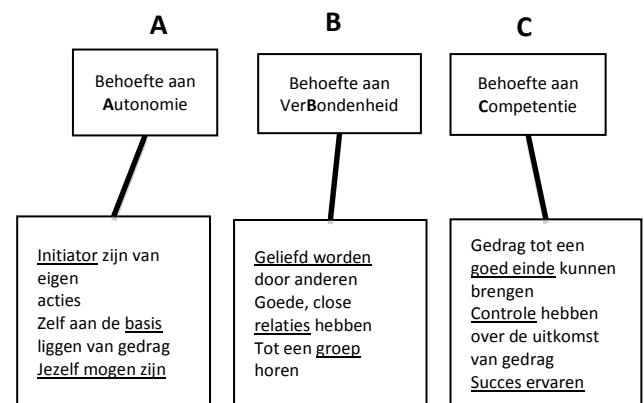 A
B
C
Behoefte aan
Autonomie
Behoefte aan
VerBondenheid
Behoefte aan
Competentie
Initiator zijn van
eigen
acties
Zelf aan de basis
liggen van gedrag
Jezelf mogen zijn
Geliefd worden
door anderen
Goede, close
relaties hebben
Tot een groep
horen
Gedrag tot een
goed einde kunnen
brengen
Controle hebben
over de uitkomst
van gedrag
Succes ervaren